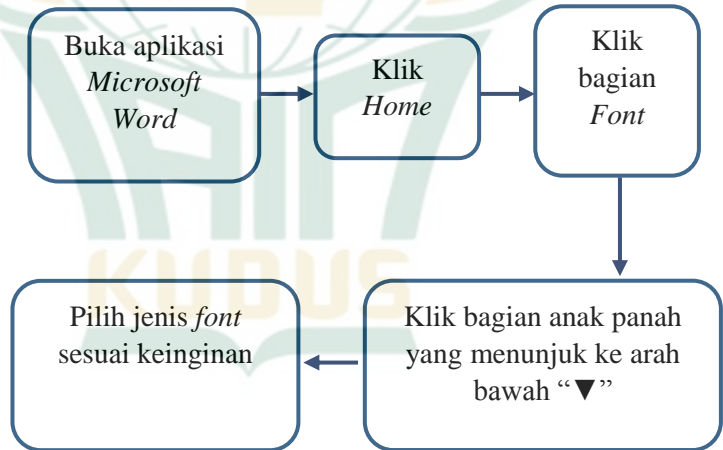 Buka aplikasi
Microsoft
Word
Klik
Home
Klik
bagian
Font
Klik bagian anak panah
yang menunjuk ke arah
bawah “▼”
Pilih jenis font
sesuai keinginan
KUDUS